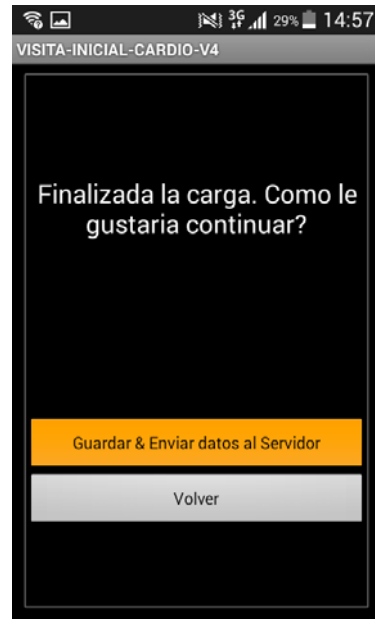 3G 29% 14:57
VISITA-INICIAL-CARDIO-V4
Finalizada la carga. Como le
gustaria continuar?
Guardar & Enviar datos al Servidor
Volver